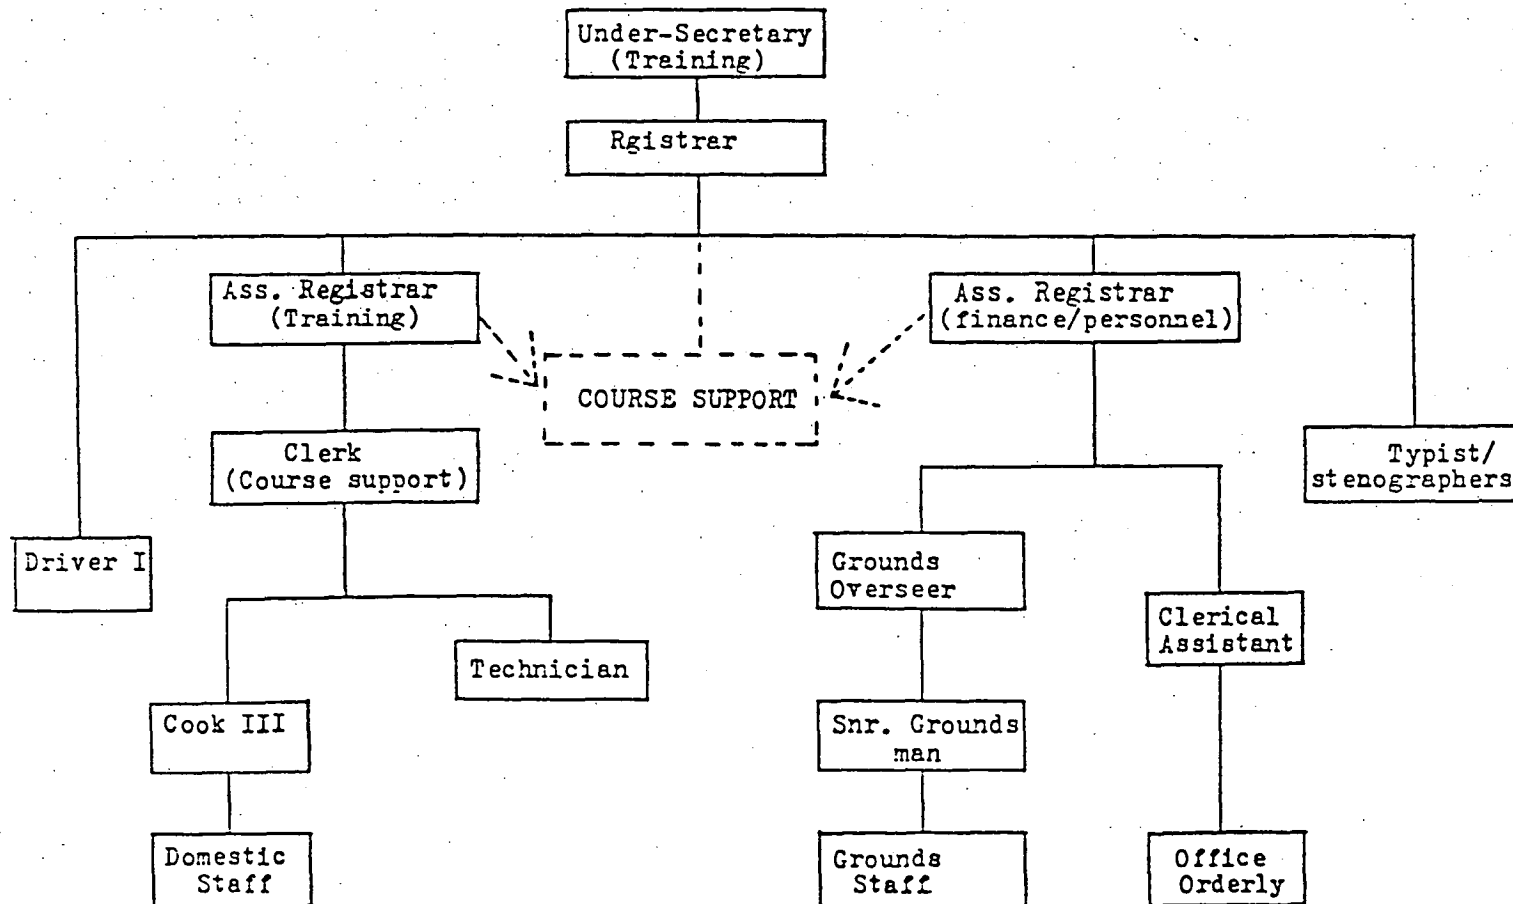 Under-Secretary
(Training)
Rgistrar
Ass. Registrar
(Training)
Ass. Registrar
(finance/personnel)
COURSE SUPPORT
Clerk
(Course support)
Typist/
stenographers
Driver I
Grounds
Overseer
Clerical
Assistant
Technician
Cook III
Snr. Grounds
man
Domestic
Staff
Grounds
Staff
Office
Orderly